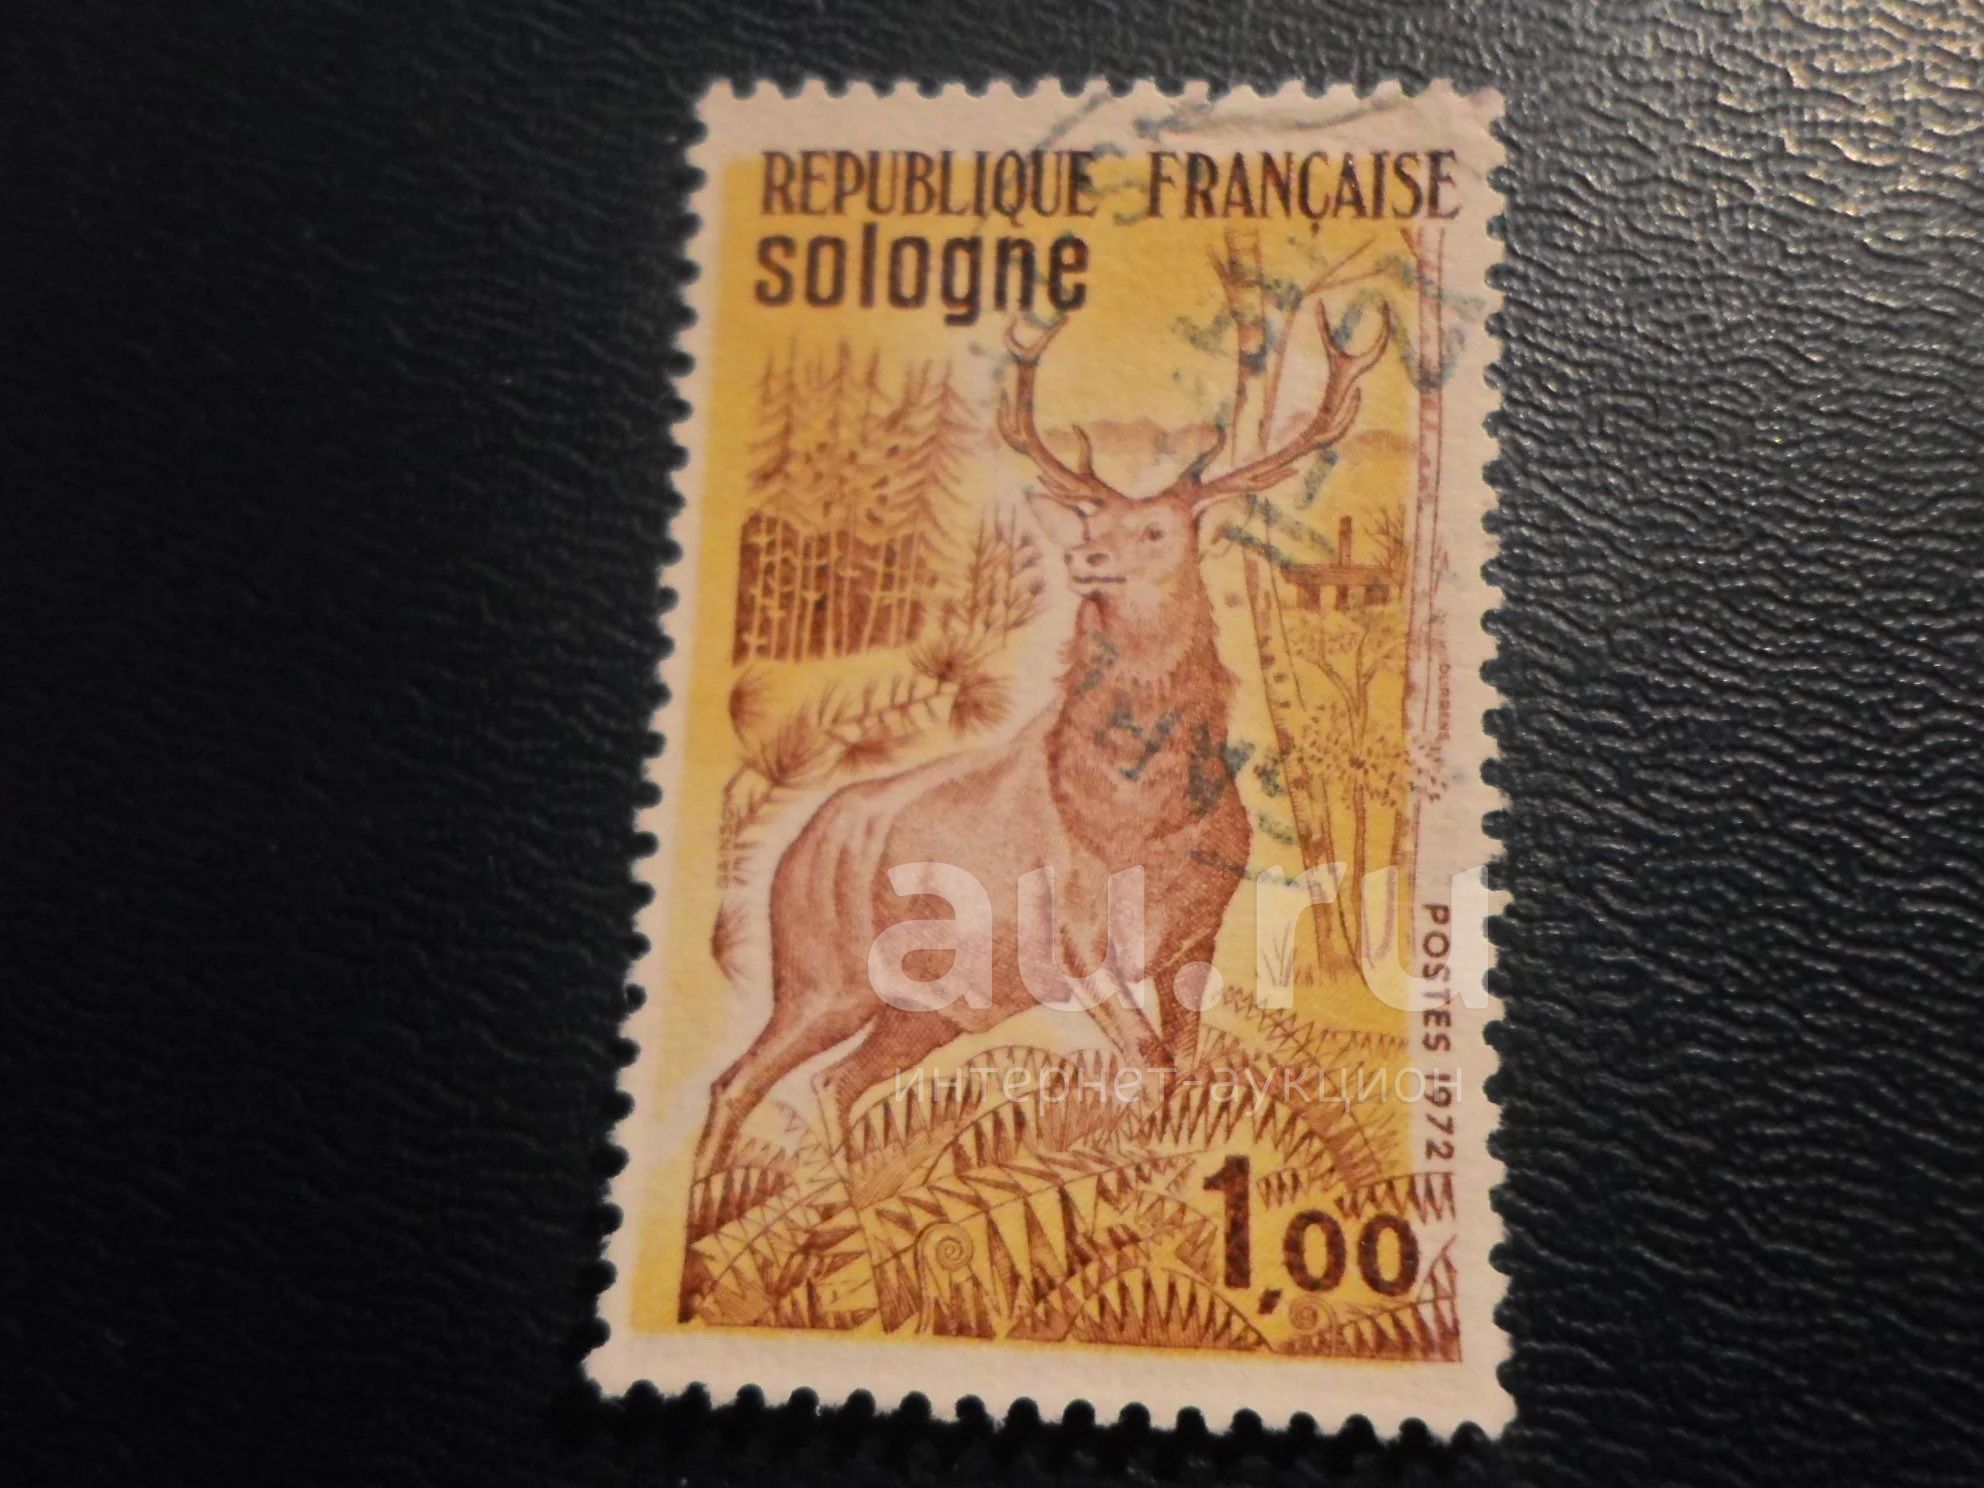 REPUBLIQUE FRANÇAISE
sologne
POSTES 1972
1,00
au.ru
интернет-аукцион